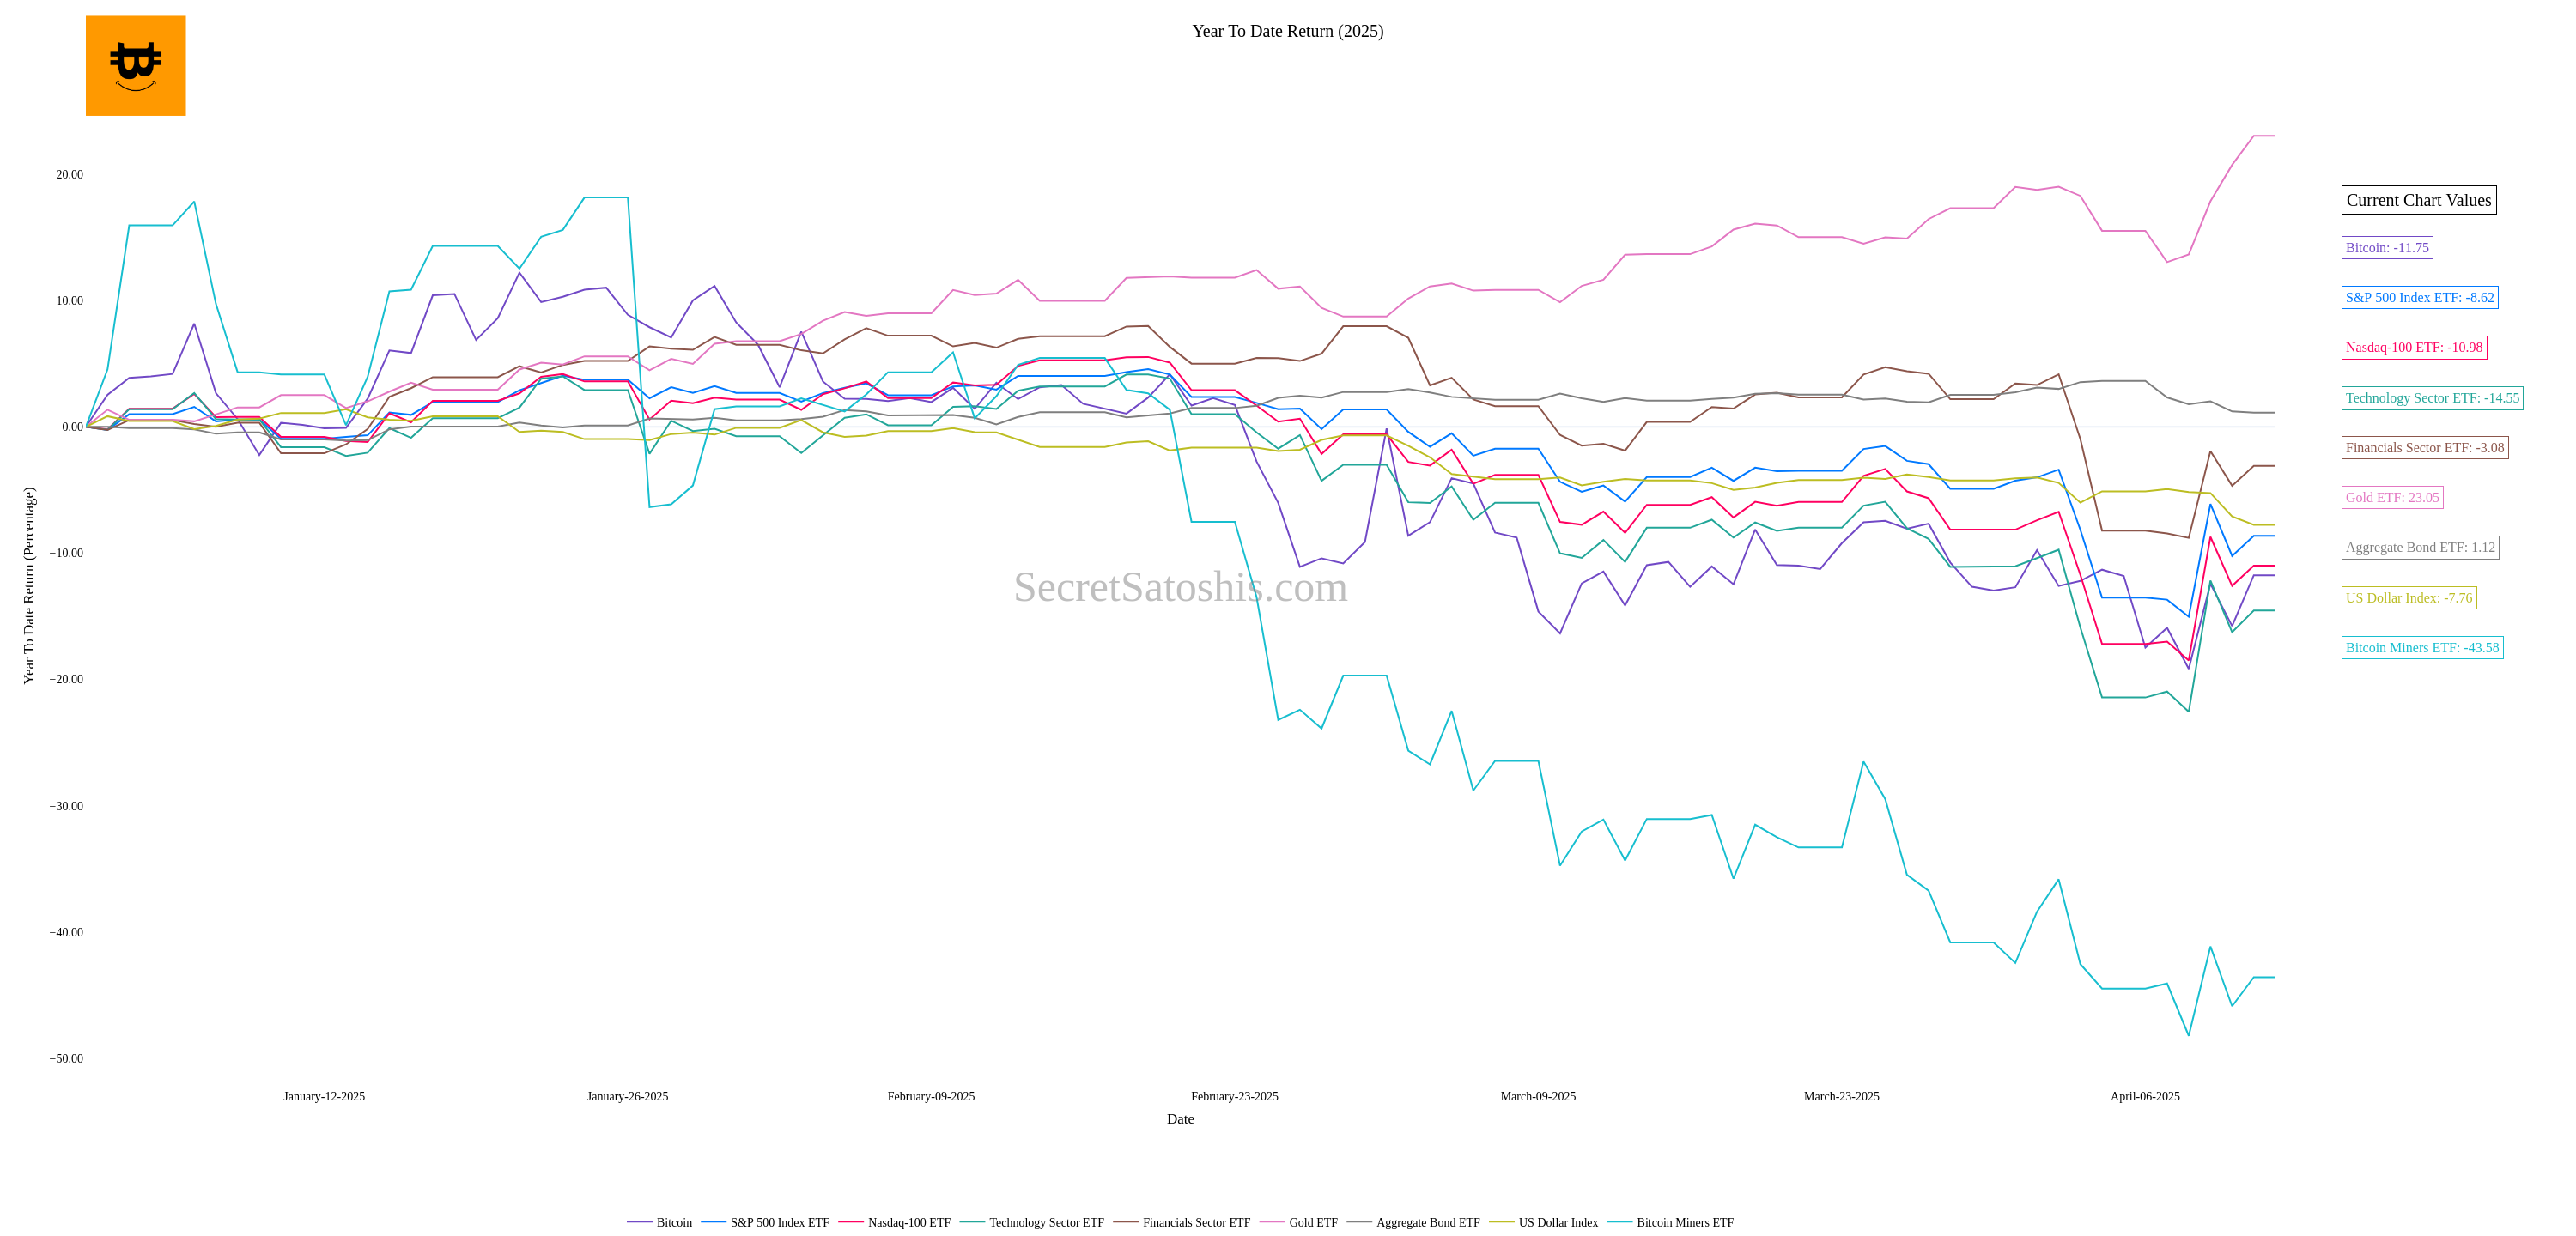 Year To Date Return (2025)
20.00
10.00
0.00
−10.00
−20.00
−30.00
−40.00
−50.00
Year To Date Return (Percentage)
SecretSatoshis.com
Current Chart Values
Bitcoin: -11.75
S&P 500 Index ETF: -8.62
Nasdaq-100 ETF: -10.98
Technology Sector ETF: -14.55
Financials Sector ETF: -3.08
Gold ETF: 23.05
Aggregate Bond ETF: 1.12
US Dollar Index: -7.76
Bitcoin Miners ETF: -43.58
January-12-2025 January-26-2025 February-09-2025 February-23-2025 March-09-2025 March-23-2025 April-06-2025
Date
Bitcoin S&P 500 Index ETF Nasdaq-100 ETF Technology Sector ETF Financials Sector ETF Gold ETF Aggregate Bond ETF US Dollar Index Bitcoin Miners ETF